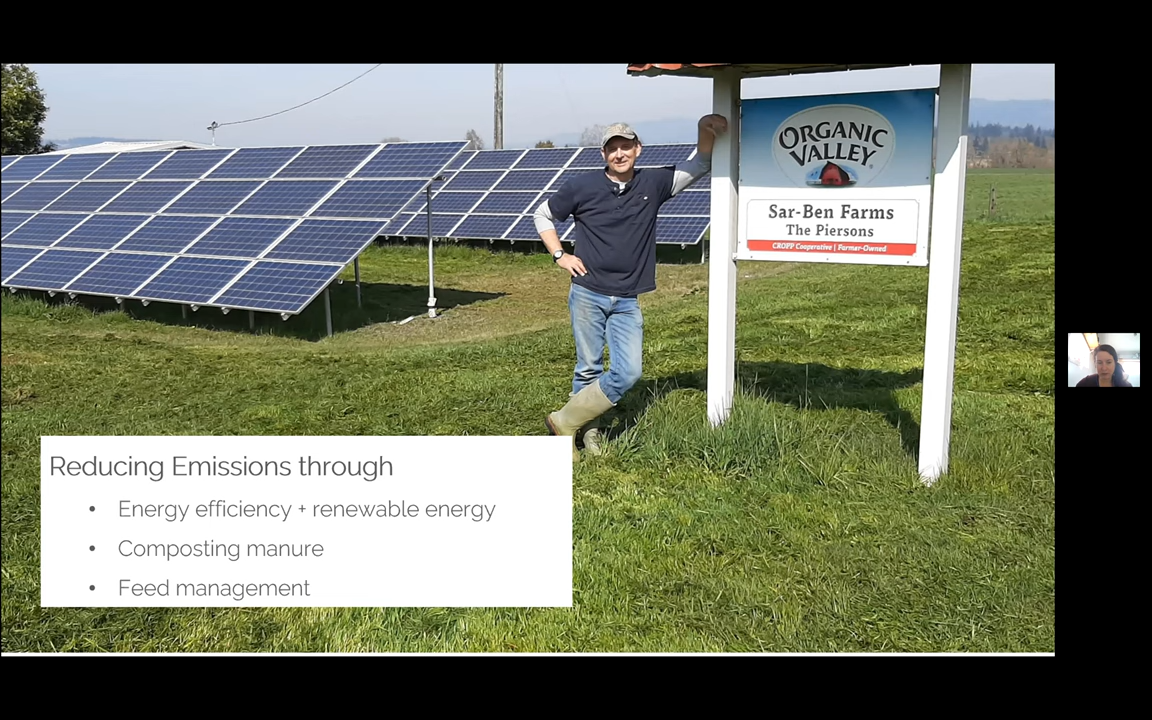 ORGANIC
VALLEY
Sar-Ben Farms
The Piersons
CROPP Cooperative | Farmer-Owned
Reducing Emissions through
• Energy efficiency + renewable energy
• Composting manure
• Feed management